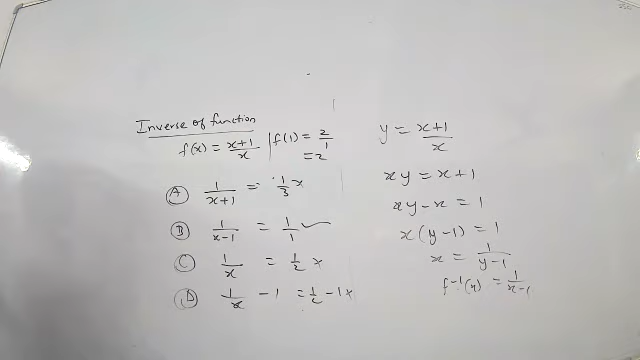 Inverse of function
f(x) = x+1/x | f(1) = 2/1
= 2
A 1/x+1 = 1/3 x
B 1/x-1 = 1/1 ✓
C 1/x = 1/2 x
D 1/x - 1 = 1/2 - 1 x
y = x+1/x
xy = x+1
xy - x = 1
x(y-1) = 1
x = 1/y-1
f⁻¹(x) = 1/x-1